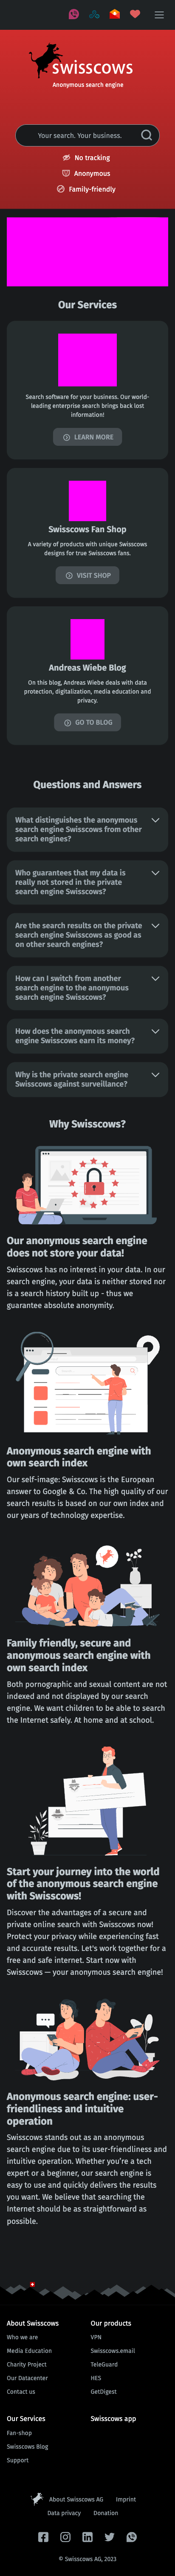 swisscows
Anonymous search engine
Your search. Your business.
No tracking
Anonymous
Family-friendly
Our Services
Search software for your business. Our world-
leading enterprise search brings back lost
information!
LEARN MORE
Swisscows Fan Shop
A variety of products with unique Swisscows
designs for true Swisscows fans.
VISIT SHOP
Andreas Wiebe Blog
On this blog, Andreas Wiebe deals with data
protection, digitalization, media education and
privacy.
GO TO BLOG
Questions and Answers
What distinguishes the anonymous
search engine Swisscows from other
search engines?
Who guarantees that my data is
really not stored in the private
search engine Swisscows?
Are the search results on the private
search engine Swisscows as good as
on other search engines?
How can I switch from another
search engine to the anonymous
search engine Swisscows?
How does the anonymous search
engine Swisscows earn its money?
Why is the private search engine
Swisscows against surveillance?
Why Swisscows?
Our anonymous search engine
does not store your data!
Swisscows has no interest in your data. In our
search engine, your data is neither stored nor
is a search history built up - thus we
guarantee absolute anonymity.
Anonymous search engine with
own search index
Our self-image: Swisscows is the European
answer to Google & Co. The high quality of our
search results is based on our own index and
our years of technology expertise.
Family friendly, secure and
anonymous search engine with
own search index
Both pornographic and sexual content are not
indexed and not displayed by our search
engine. We want children to be able to search
the Internet safely. At home and at school.
Start your journey into the world
of the anonymous search engine
with Swisscows!
Discover the advantages of a secure and
private online search with Swisscows now!
Protect your privacy while experiencing fast
and accurate results. Let's work together for a
free and safe internet. Start now with
Swisscows — your anonymous search engine!
Anonymous search engine: user-
friendliness and intuitive
operation
Swisscows stands out as an anonymous
search engine due to its user-friendliness and
intuitive operation. Whether you're a tech
expert or a beginner, our search engine is
easy to use and quickly delivers the results
you want. We believe that searching the
Internet should be as straightforward as
possible.
About Swisscows
Who we are
Media Education
Charity Project
Our Datacenter
Contact us
Our products
VPN
Swisscows.email
TeleGuard
HES
GetDigest
Our Services
Fan-shop
Swisscows Blog
Support
Swisscows app
About Swisscows AG
Imprint
Data privacy
Donation
© Swisscows AG, 2023